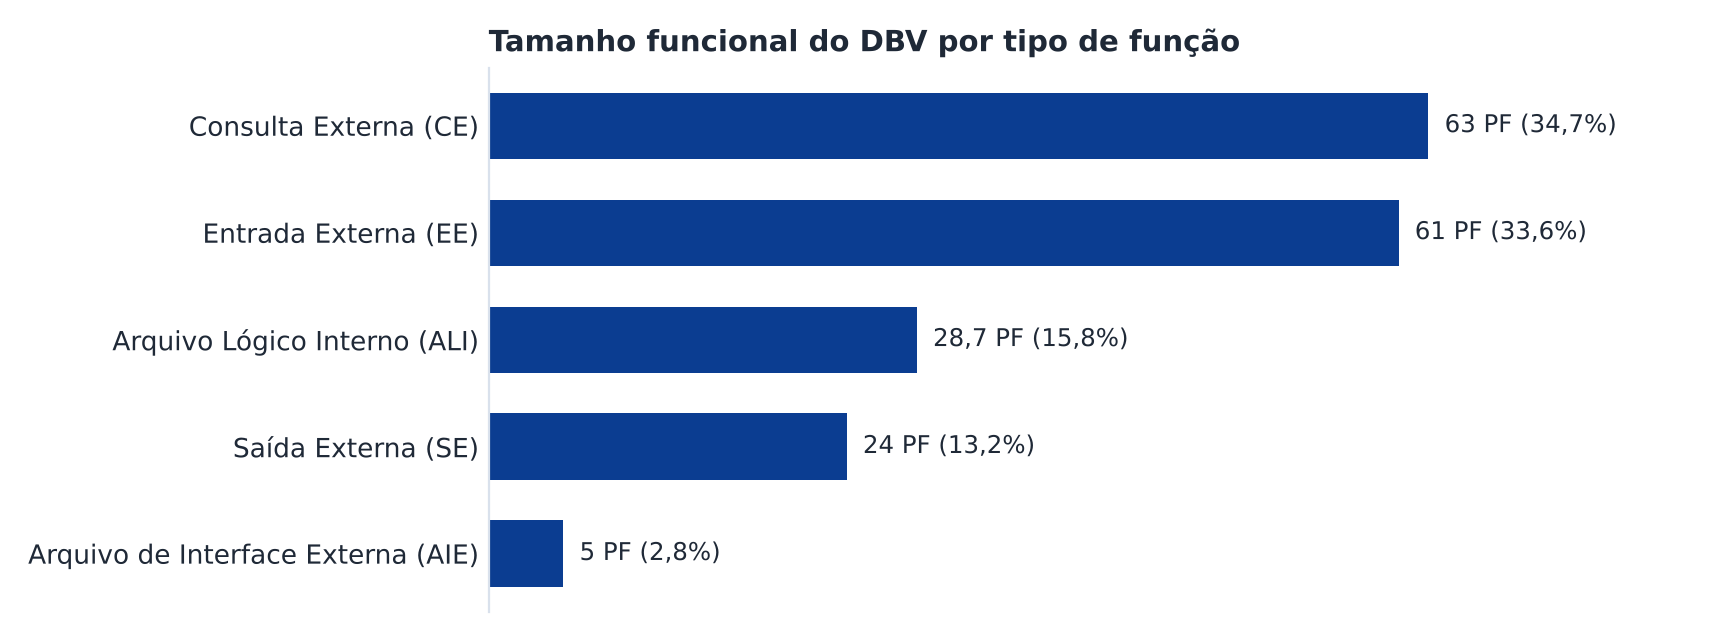 Tamanho funcional do DBV por tipo de função
Consulta Externa (CE) 63 PF (34,7%)
Entrada Externa (EE) 61 PF (33,6%)
Arquivo Lógico Interno (ALI) 28,7 PF (15,8%)
Saída Externa (SE) 24 PF (13,2%)
Arquivo de Interface Externa (AIE) 5 PF (2,8%)